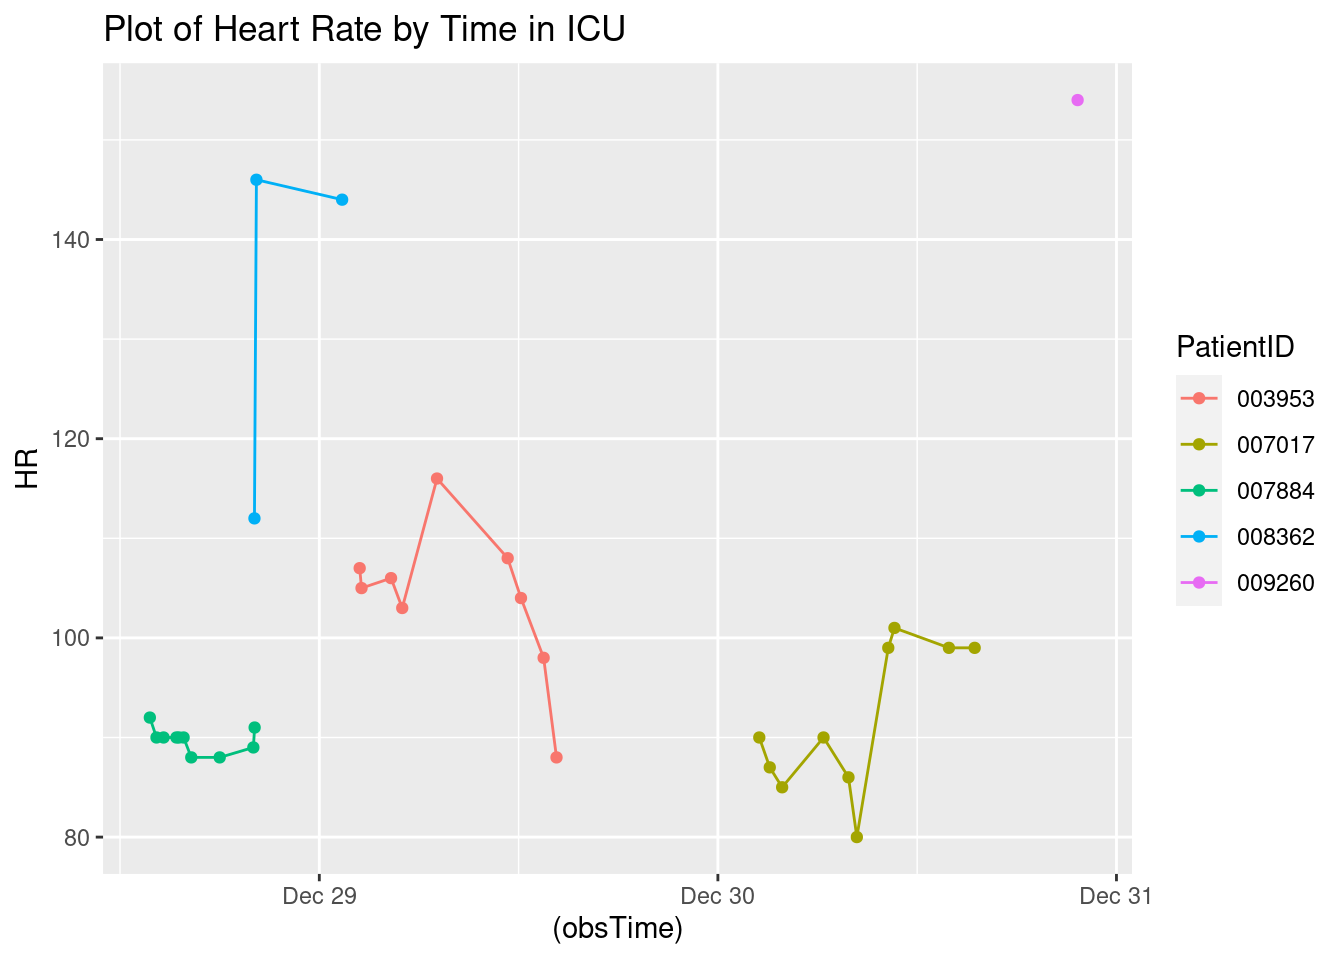 Plot of Heart Rate by Time in ICU
HR
140
120
100
80
Dec 29
Dec 30
Dec 31
(obsTime)
PatientID
003953
007017
007884
008362
009260